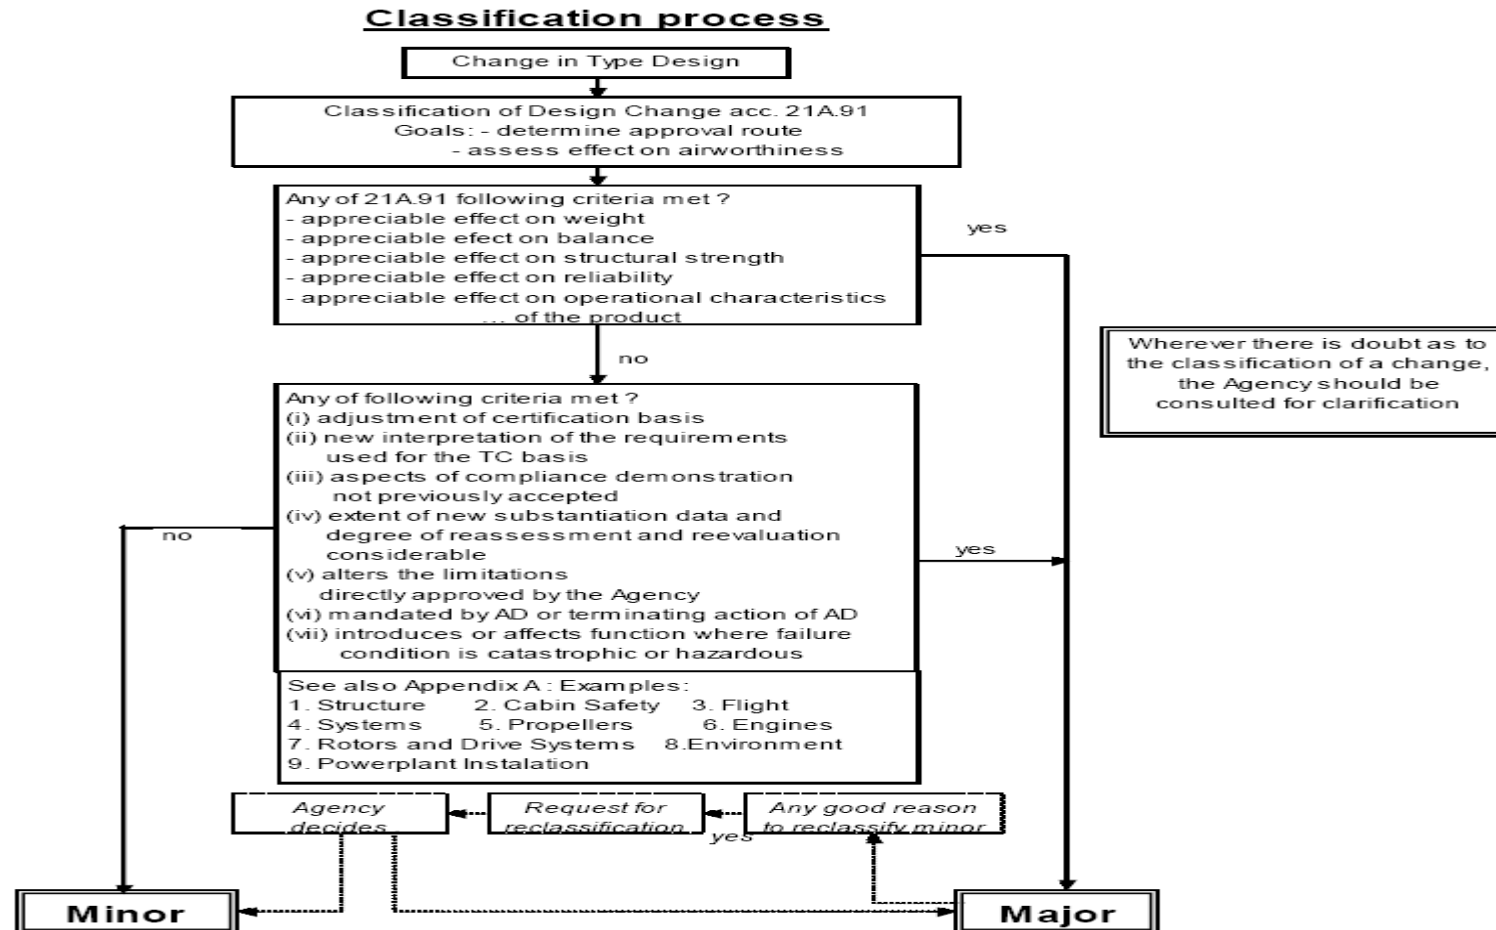 Classification process
Change in Type Design
Classification of Design Change acc. 21A.91
Goals: - determine approval route
- assess effect on airworthiness
Any of 21A.91 following criteria met ?
- appreciable effect on weight
- appreciable efect on balance
- appreciable effect on structural strength
- appreciable effect on reliability
- appreciable effect on operational characteristics
... of the product
yes
no
Wherever there is doubt as to
the classification of a change,
the Agency should be
consulted for clarification
Any of following criteria met ?
(i) adjustment of certification basis
(ii) new interpretation of the requirements
used for the TC basis
(iii) aspects of compliance demonstration
not previously accepted
(iv) extent of new substantiation data and
degree of reassessment and reevaluation
considerable
(v) alters the limitations
directly approved by the Agency
(vi) mandated by AD or terminating action of AD
(vii) introduces or affects function where failure
condition is catastrophic or hazardous
no
yes
See also Appendix A : Examples:
1. Structure 2. Cabin Safety 3. Flight
4. Systems 5. Propellers 6. Engines
7. Rotors and Drive Systems 8.Environment
9. Powerplant Instalation
Agency
decides
Request for
reclassification
yes
Any good reason
to reclassify minor
Minor
Major